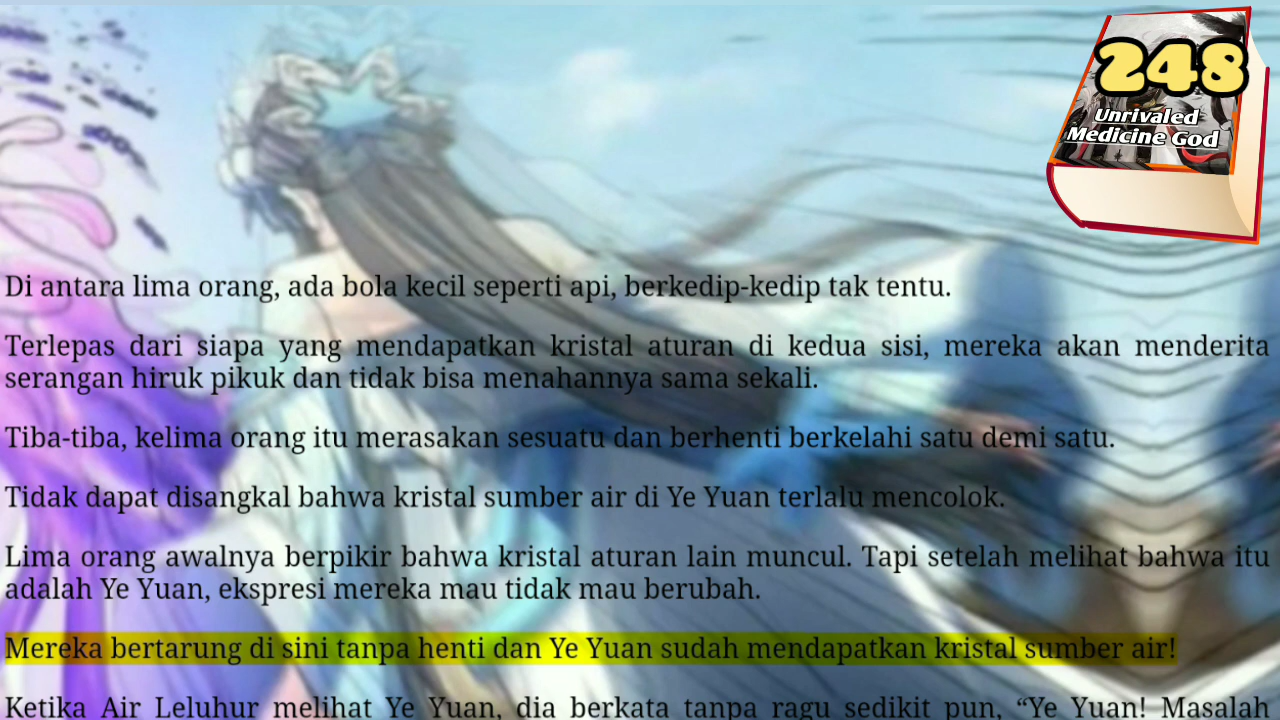 248
Unrivaled
Medicine God
Di antara lima orang, ada bola kecil seperti api, berkedip-kedip tak tentu.
Terlepas dari siapa yang mendapatkan kristal aturan di kedua sisi, mereka akan menderita
serangan hiruk pikuk dan tidak bisa menahannya sama sekali.
Tiba-tiba, kelima orang itu merasakan sesuatu dan berhenti berkelahi satu demi satu.
Tidak dapat disangkal bahwa kristal sumber air di Ye Yuan terlalu mencolok.
Lima orang awalnya berpikir bahwa kristal aturan lain muncul. Tapi setelah melihat bahwa itu
adalah Ye Yuan, ekspresi mereka mau tidak mau berubah.
Mereka bertarung di sini tanpa henti dan Ye Yuan sudah mendapatkan kristal sumber air!
Ketika Air Leluhur melihat Ye Yuan, dia berkata tanpa ragu sedikit pun, “Ye Yuan! Masalah